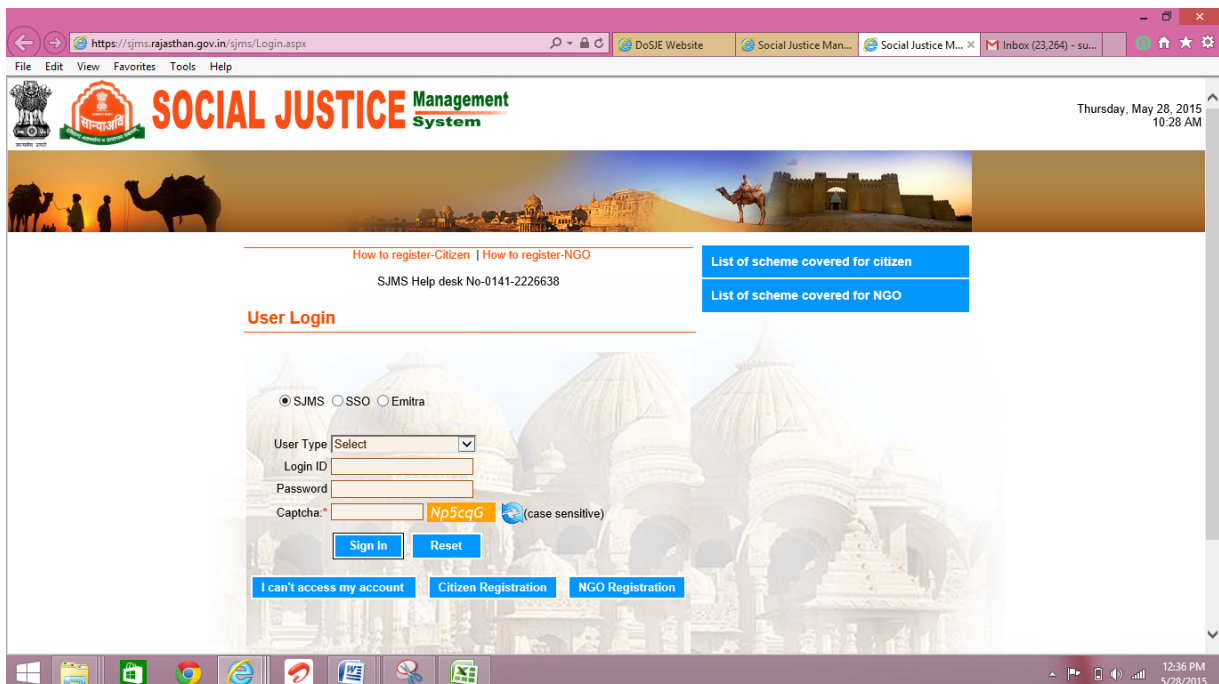 https://sjms.rajasthan.gov.in/sjms/Login.aspx
DoSJE Website
Social Justice Man...
Social Justice M...
Inbox (23,264) - su...
File Edit View Favorites Tools Help
SOCIAL JUSTICE Management System
Thursday, May 28, 2015
10:28 AM
How to register-Citizen | How to register-NGO
SJMS Help desk No-0141-2226638
List of scheme covered for citizen
List of scheme covered for NGO
User Login
SJMS SSO Emitra
User Type Select
Login ID
Password
Captcha:* Np5cqG (case sensitive)
Sign In Reset
I can't access my account Citizen Registration NGO Registration
12:36 PM
5/28/2015